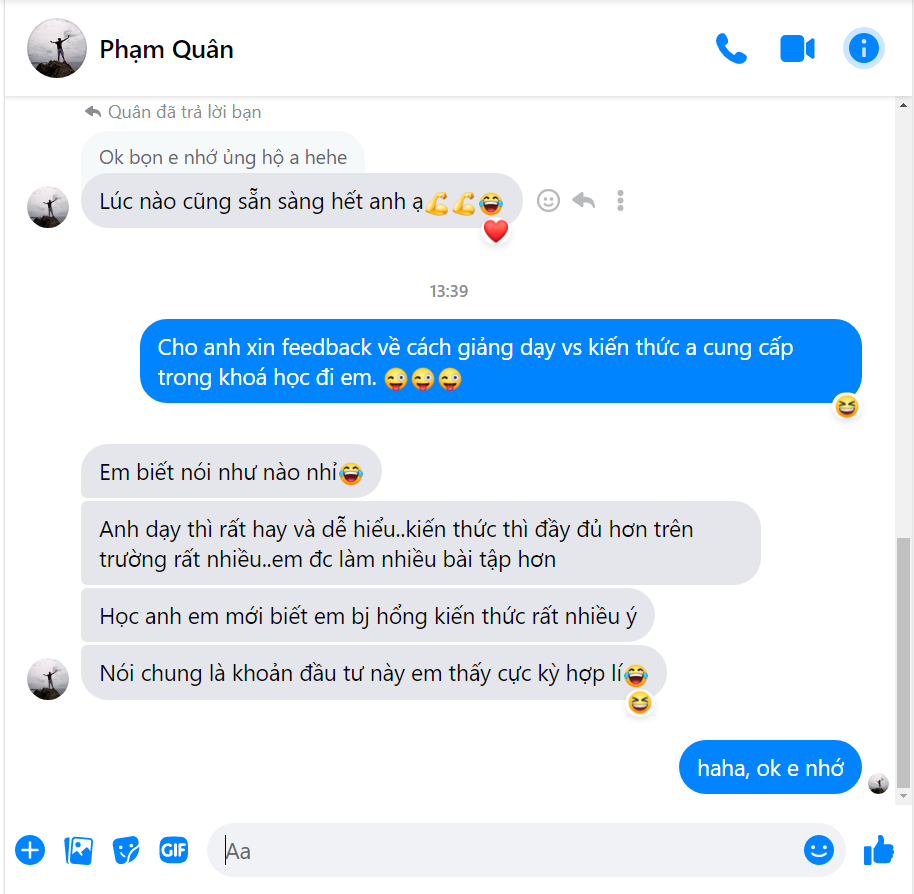 Phạm Quân
Quân đã trả lời bạn
Ok bọn e nhớ ủng hộ a hehe
Lúc nào cũng sẵn sàng hết anh ạ💪💪😂
13:39
Cho anh xin feedback về cách giảng dạy vs kiến thức a cung cấp
trong khoá học đi em. 😜😜😜
Em biết nói như nào nhỉ😂
Anh dạy thì rất hay và dễ hiểu..kiến thức thì đầy đủ hơn trên
trường rất nhiều..em đc làm nhiều bài tập hơn
Học anh em mới biết em bj hổng kiến thức rất nhiều ý
Nói chung là khoản đầu tư này em thấy cực kỳ hợp lí😂
haha, ok e nhớ
GIF
Aa